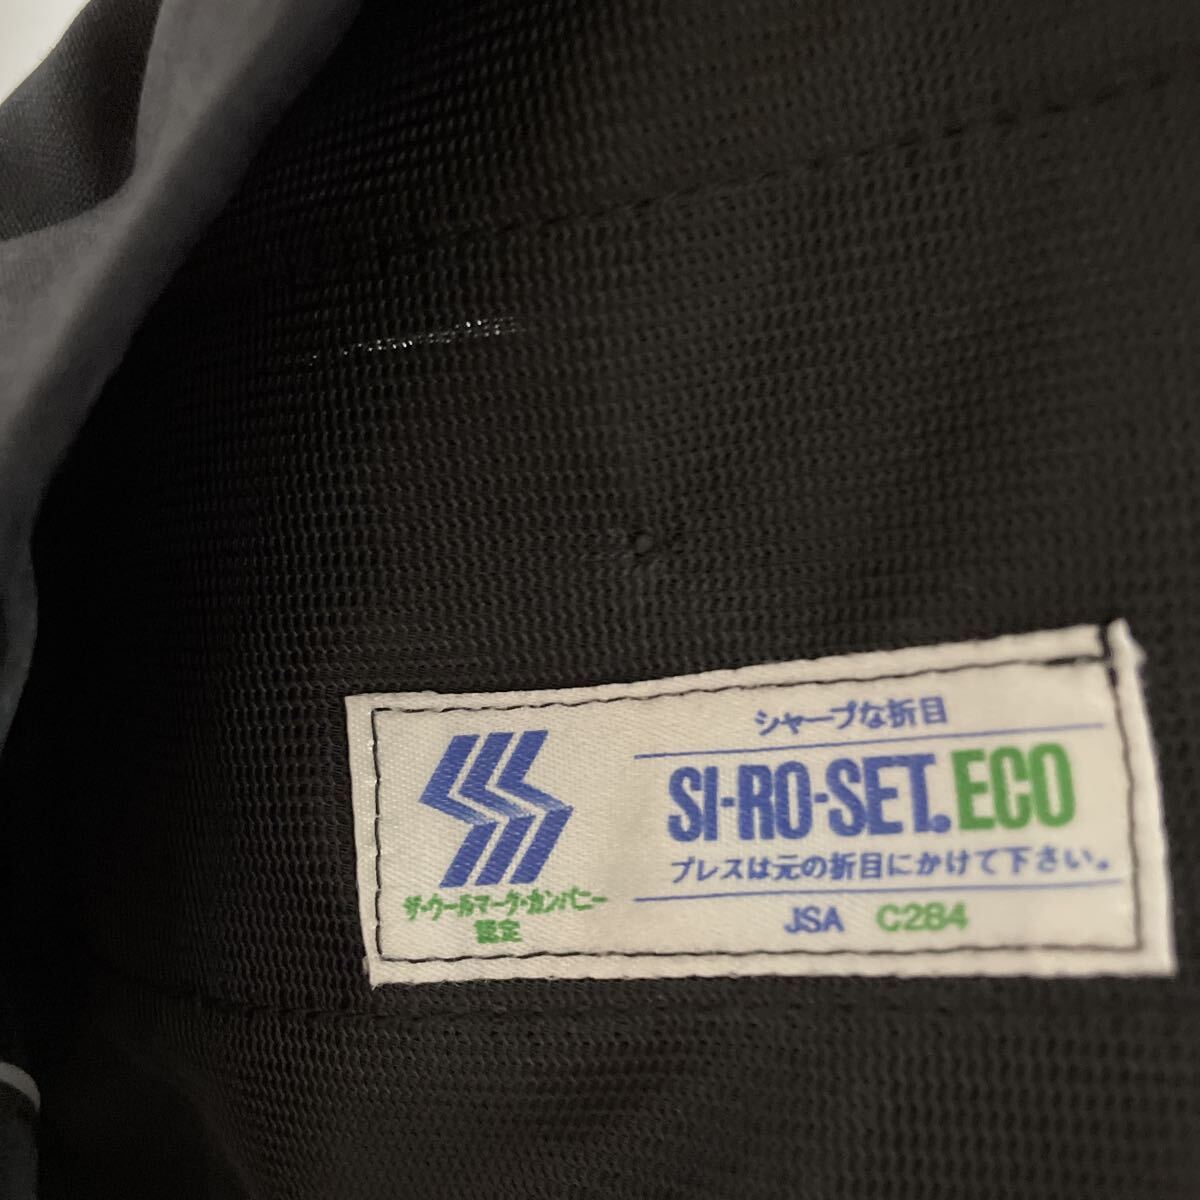 シャープな折目
SI-RO-SET.ECO
プレスは元の折目にかけて下さい。
JSA C284
ザ・ウールマーク・カンパニー
認定